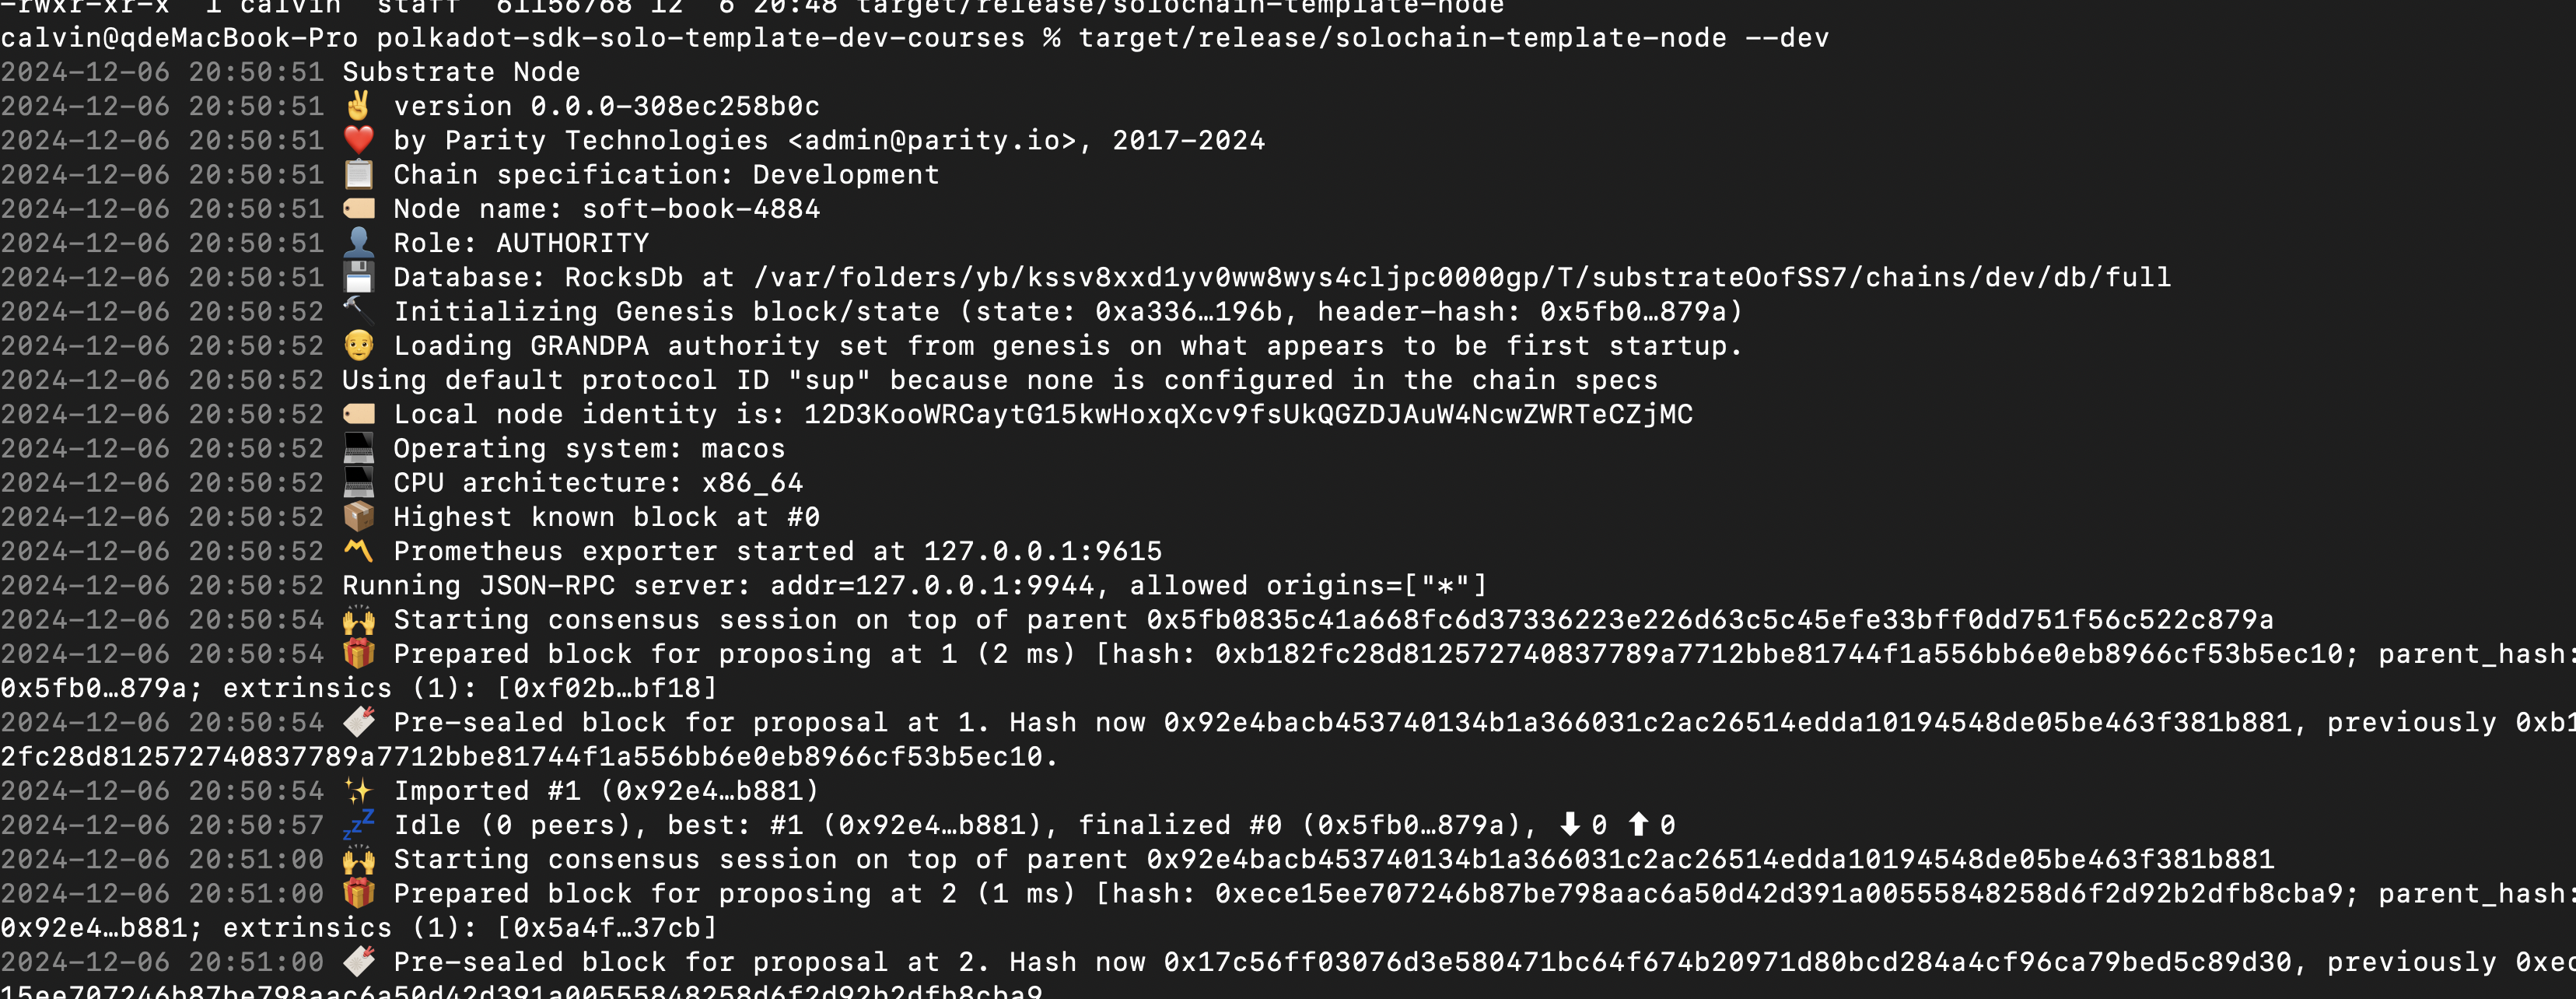 -rwxr-xr-x 1 calvin staff 61156768 12 6 20:48 target/release/solochain-template-node
calvin@qdeMacBook-Pro polkadot-sdk-solo-template-dev-courses % target/release/solochain-template-node --dev
2024-12-06 20:50:51 Substrate Node
2024-12-06 20:50:51 ✌️ version 0.0.0-308ec258b0c
2024-12-06 20:50:51 ❤️ by Parity Technologies <admin@parity.io>, 2017-2024
2024-12-06 20:50:51 📋 Chain specification: Development
2024-12-06 20:50:51 🏷 Node name: soft-book-4884
2024-12-06 20:50:51 👤 Role: AUTHORITY
2024-12-06 20:50:51 💾 Database: RocksDb at /var/folders/yb/kssv8xxd1yv0ww8wys4cljpc0000gp/T/substrateOofSS7/chains/dev/db/full
2024-12-06 20:50:52 🔨 Initializing Genesis block/state (state: 0xa336…196b, header-hash: 0x5fb0…879a)
2024-12-06 20:50:52 👴 Loading GRANDPA authority set from genesis on what appears to be first startup.
2024-12-06 20:50:52 Using default protocol ID "sup" because none is configured in the chain specs
2024-12-06 20:50:52 🏷 Local node identity is: 12D3KooWRCaytG15kwHoxqXcv9fsUkQGZDJAuW4NcwZWRTeCZjMC
2024-12-06 20:50:52 💻 Operating system: macos
2024-12-06 20:50:52 💻 CPU architecture: x86_64
2024-12-06 20:50:52 📦 Highest known block at #0
2024-12-06 20:50:52 〽️ Prometheus exporter started at 127.0.0.1:9615
2024-12-06 20:50:52 Running JSON-RPC server: addr=127.0.0.1:9944, allowed origins=["*"]
2024-12-06 20:50:54 🙌 Starting consensus session on top of parent 0x5fb0835c41a668fc6d37336223e226d63c5c45efe33bff0dd751f56c522c879a
2024-12-06 20:50:54 🎁 Prepared block for proposing at 1 (2 ms) [hash: 0xb182fc28d812572740837789a7712bbe81744f1a556bb6e0eb8966cf53b5ec10; parent_hash:
0x5fb0…879a; extrinsics (1): [0xf02b…bf18]
2024-12-06 20:50:54 🔖 Pre-sealed block for proposal at 1. Hash now 0x92e4bacb453740134b1a366031c2ac26514edda10194548de05be463f381b881, previously 0xb1
2fc28d812572740837789a7712bbe81744f1a556bb6e0eb8966cf53b5ec10.
2024-12-06 20:50:54 ✨ Imported #1 (0x92e4…b881)
2024-12-06 20:50:57 💤 Idle (0 peers), best: #1 (0x92e4…b881), finalized #0 (0x5fb0…879a), ⬇ 0 ⬆ 0
2024-12-06 20:51:00 🙌 Starting consensus session on top of parent 0x92e4bacb453740134b1a366031c2ac26514edda10194548de05be463f381b881
2024-12-06 20:51:00 🎁 Prepared block for proposing at 2 (1 ms) [hash: 0xece15ee707246b87be798aac6a50d42d391a00555848258d6f2d92b2dfb8cba9; parent_hash:
0x92e4…b881; extrinsics (1): [0x5a4f…37cb]
2024-12-06 20:51:00 🔖 Pre-sealed block for proposal at 2. Hash now 0x17c56ff03076d3e580471bc64f674b20971d80bcd284a4cf96ca79bed5c89d30, previously 0xec
15ee707246b87be798aac6a50d42d391a00555848258d6f2d92b2dfb8cba9